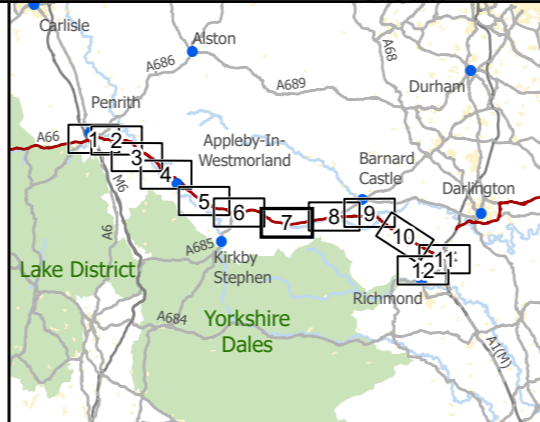 Carlisle
Alston
A686
A68
A689
Durham
Penrith
A66
1
2
3
4
5
6
7
8
9
10
11
12
Appleby-In-
Westmorland
Barnard
Castle
Darlington
M6
A6
A685
Kirkby
Stephen
Lake District
Richmond
A684
Yorkshire
Dales
A1(M)